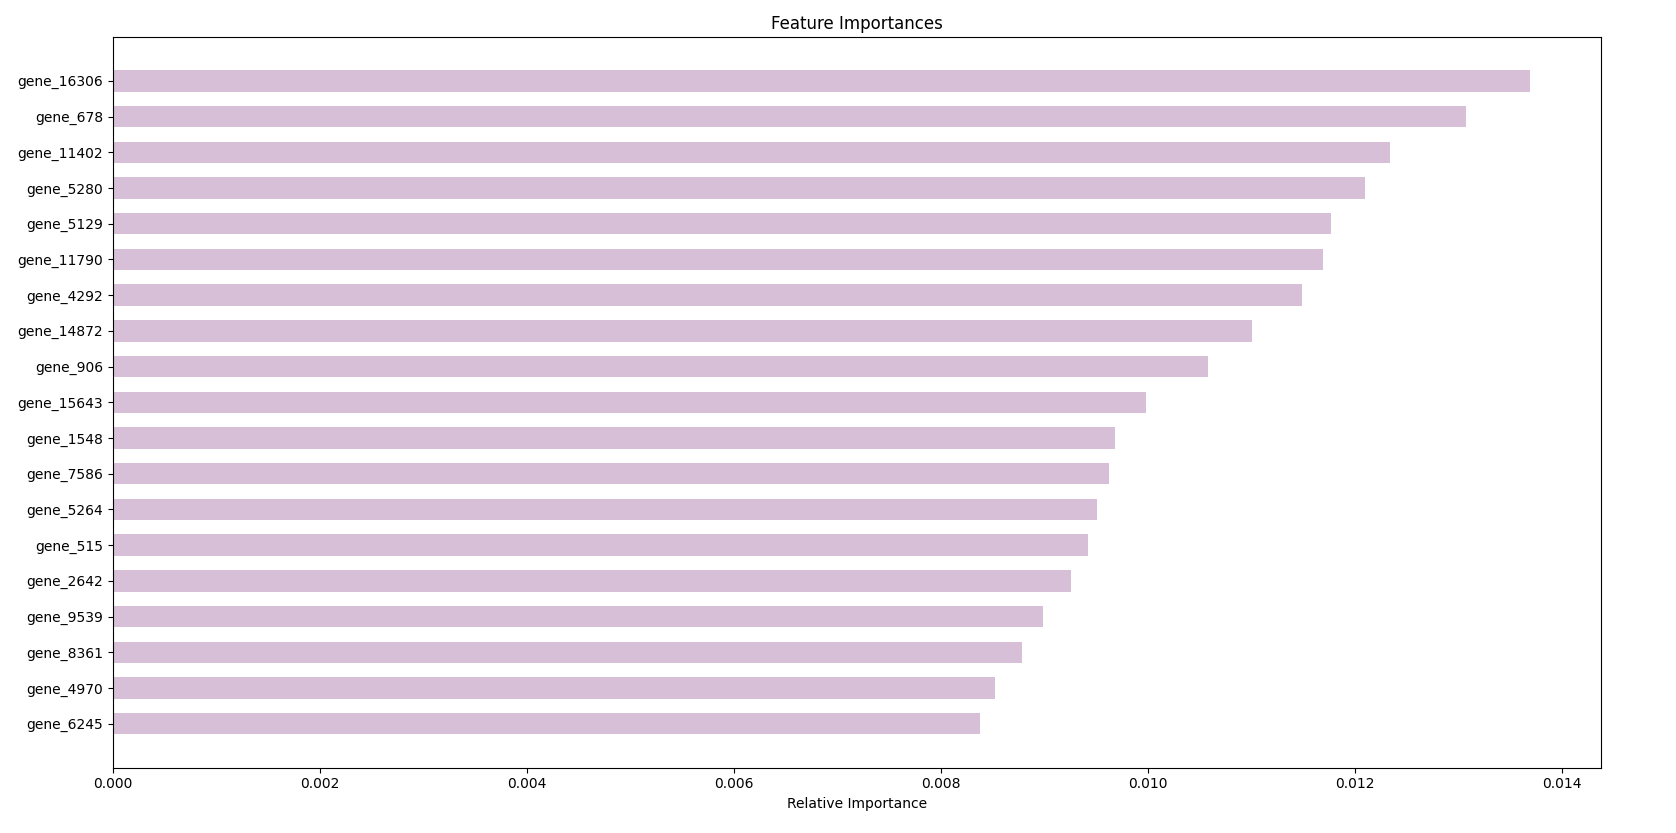 Feature Importances
gene_16306
gene_678
gene_11402
gene_5280
gene_5129
gene_11790
gene_4292
gene_14872
gene_906
gene_15643
gene_1548
gene_7586
gene_5264
gene_515
gene_2642
gene_9539
gene_8361
gene_4970
gene_6245
0.000 0.002 0.004 0.006 0.008 0.010 0.012 0.014
Relative Importance